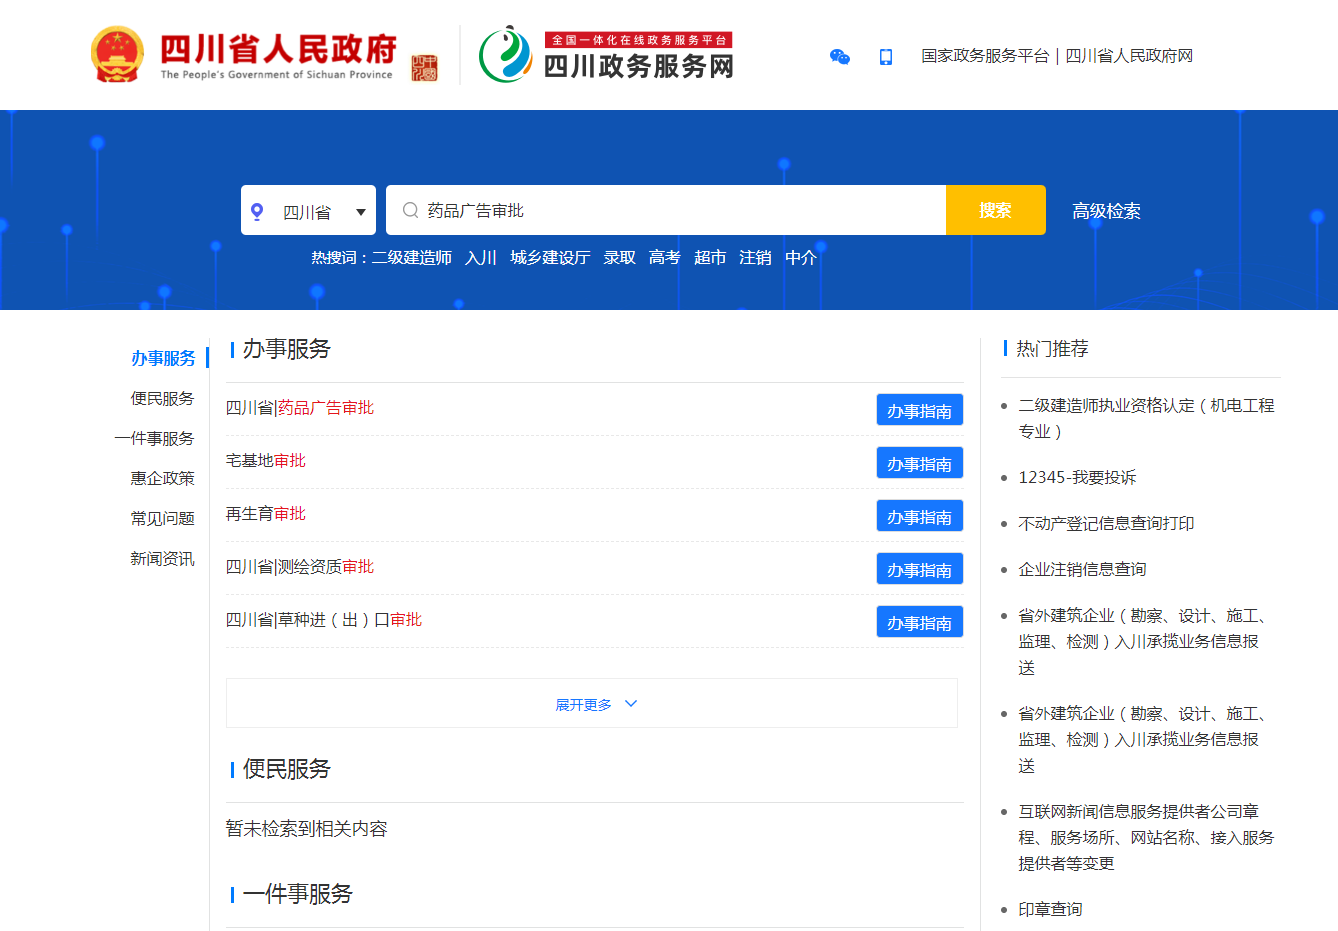 四川省人民政府
The People's Government of Sichuan Province
全国一体化在线政务服务平台
四川政务服务网
国家政务服务平台 | 四川省人民政府网
四川省
药品广告审批
搜索
高级检索
热搜词：二级建造师 入川 城乡建设厅 录取 高考 超市 注销 中介
办事服务
便民服务
一件事服务
惠企政策
常见问题
新闻资讯
办事服务
四川省|药品广告审批
办事指南
宅基地审批
办事指南
再生育审批
办事指南
四川省|测绘资质审批
办事指南
四川省|草种进（出）口审批
办事指南
展开更多
便民服务
暂未检索到相关内容
一件事服务
热门推荐
二级建造师执业资格认定（机电工程
专业）
12345-我要投诉
不动产登记信息查询打印
企业注销信息查询
省外建筑企业（勘察、设计、施工、
监理、检测）入川承揽业务信息报
送
省外建筑企业（勘察、设计、施工、
监理、检测）入川承揽业务信息报
送
互联网新闻信息服务提供者公司章
程、服务场所、网站名称、接入服务
提供者等变更
印章查询